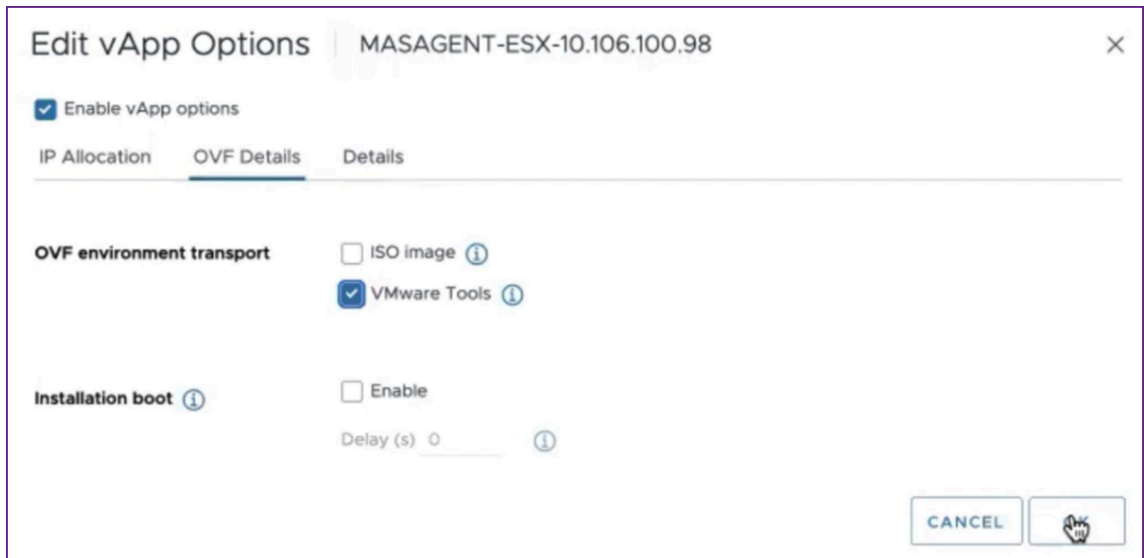 Edit vApp Options MASAGENT-ESX-10.106.100.98
Enable vApp options
IP Allocation OVF Details Details
OVF environment transport ISO image
VMware Tools
Installation boot Enable
Delay (s) 0
CANCEL